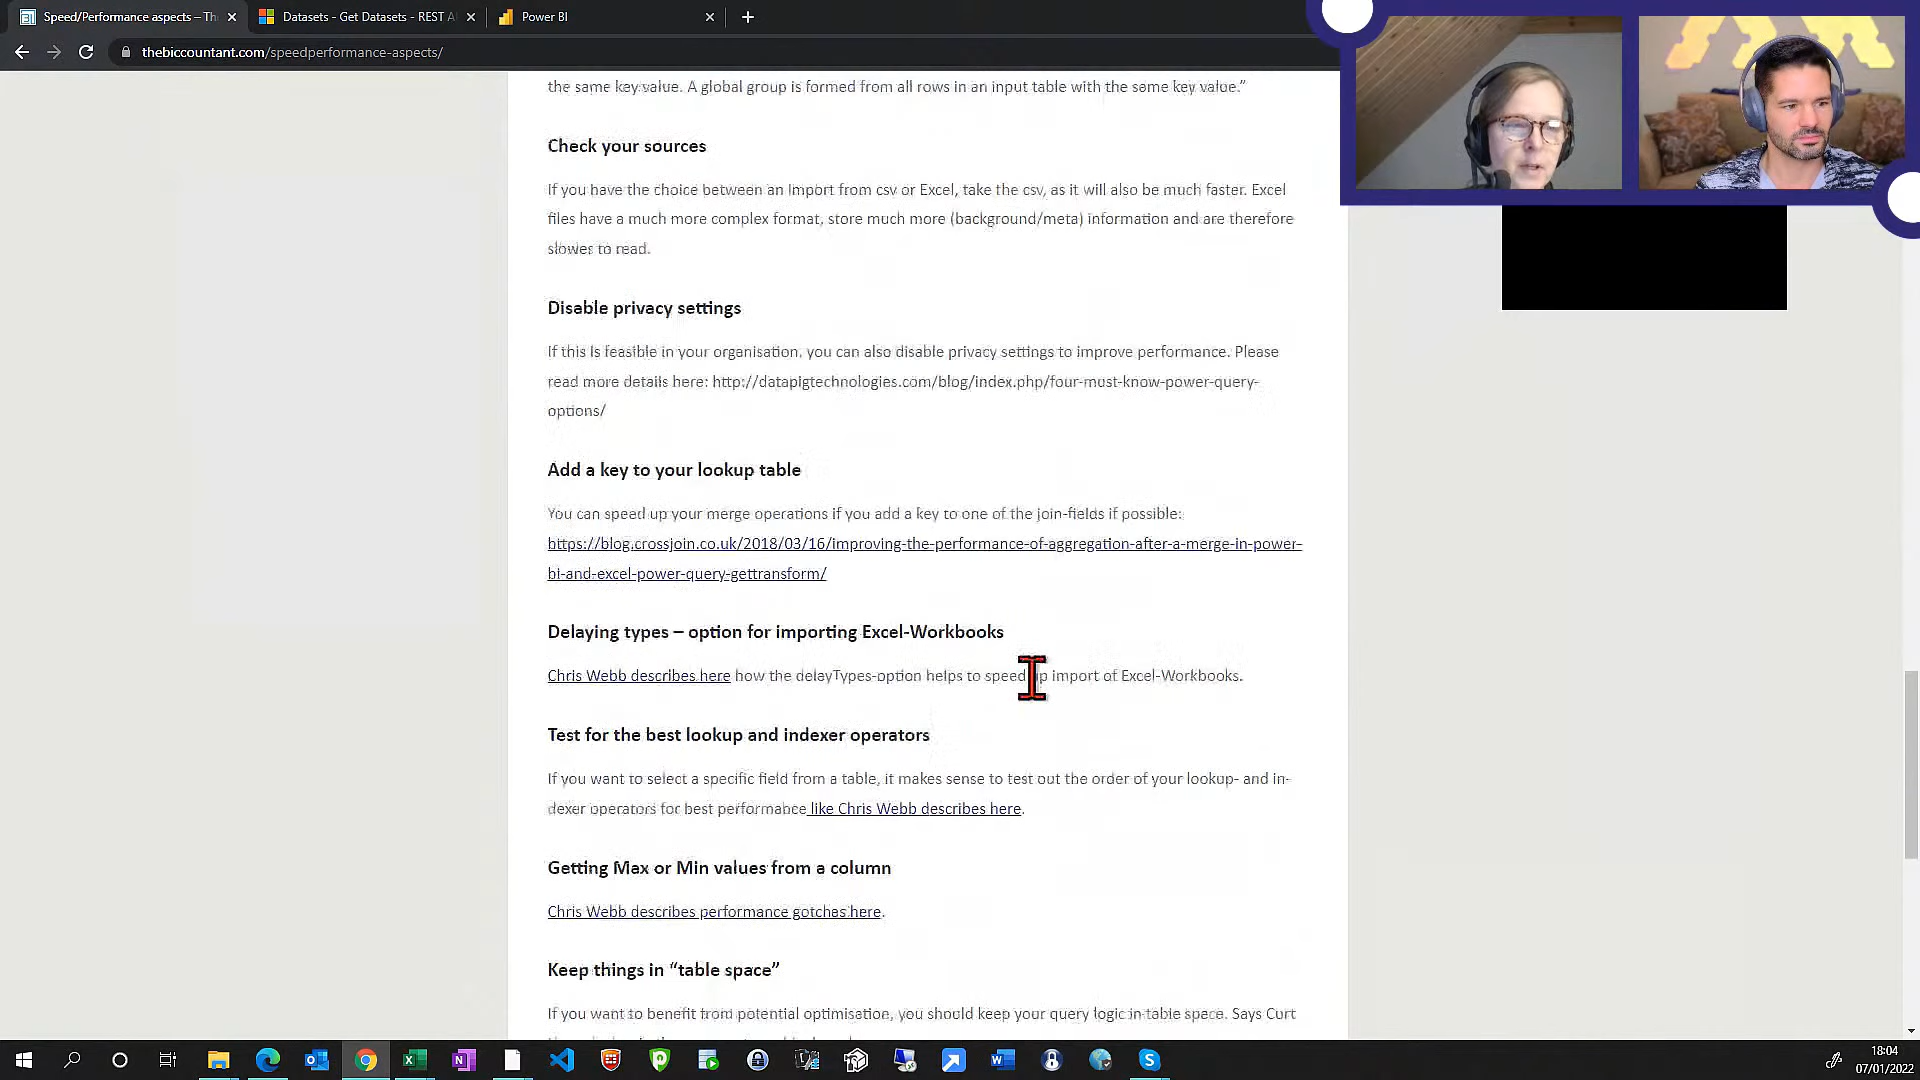 Speed/Performance aspects – Th
Datasets - Get Datasets - REST A
Power BI
thebiccountant.com/speedperformance-aspects/
the same key value. A global group is formed from all rows in an input table with the same key value.”
Check your sources
If you have the choice between an Import from csv or Excel, take the csv, as it will also be much faster. Excel
files have a much more complex format, store much more (background/meta) information and are therefore
slower to read.
Disable privacy settings
If this is feasible in your organisation, you can also disable privacy settings to improve performance. Please
read more details here: http://datapigtechnologies.com/blog/index.php/four-must-know-power-query-
options/
Add a key to your lookup table
You can speed up your merge operations if you add a key to one of the join-fields if possible:
https://blog.crossjoin.co.uk/2018/03/16/improving-the-performance-of-aggregation-after-a-merge-in-power-
bi-and-excel-power-query-gettransform/
Delaying types – option for importing Excel-Workbooks
Chris Webb describes here how the delayTypes-option helps to speed up import of Excel-Workbooks.
Test for the best lookup and indexer operators
If you want to select a specific field from a table, it makes sense to test out the order of your lookup- and in-
dexer operators for best performance like Chris Webb describes here.
Getting Max or Min values from a column
Chris Webb describes performance gotchas here.
Keep things in “table space”
If you want to benefit from potential optimisation, you should keep your query logic in table space. Says Curt
18:04
07/01/2022